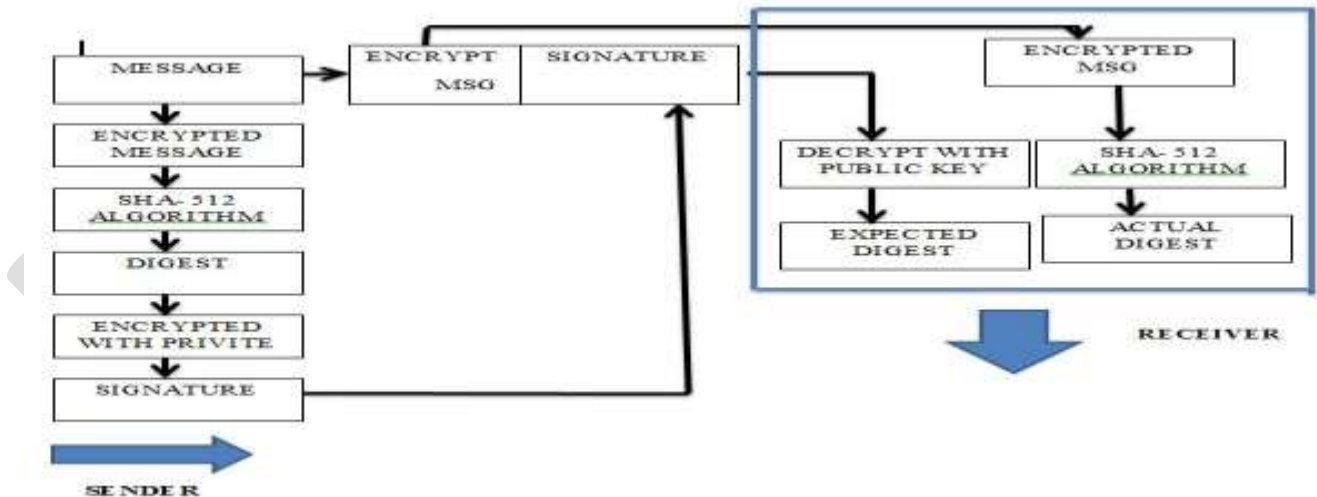 MESSAGE
ENCRYPTED
MESSAGE
SHA- 512
ALGORITHM
DIGEST
ENCRYPTED
WITH PRIVITE
SIGNATURE
SENDER
ENCRYPT
MSG
SIGNATURE
ENCRYPTED
MSG
DECRYPT WITH
PUBLIC KEY
SHA- 512
ALGORITHM
EXPECTED
DIGEST
ACTUAL
DIGEST
RECEIVER